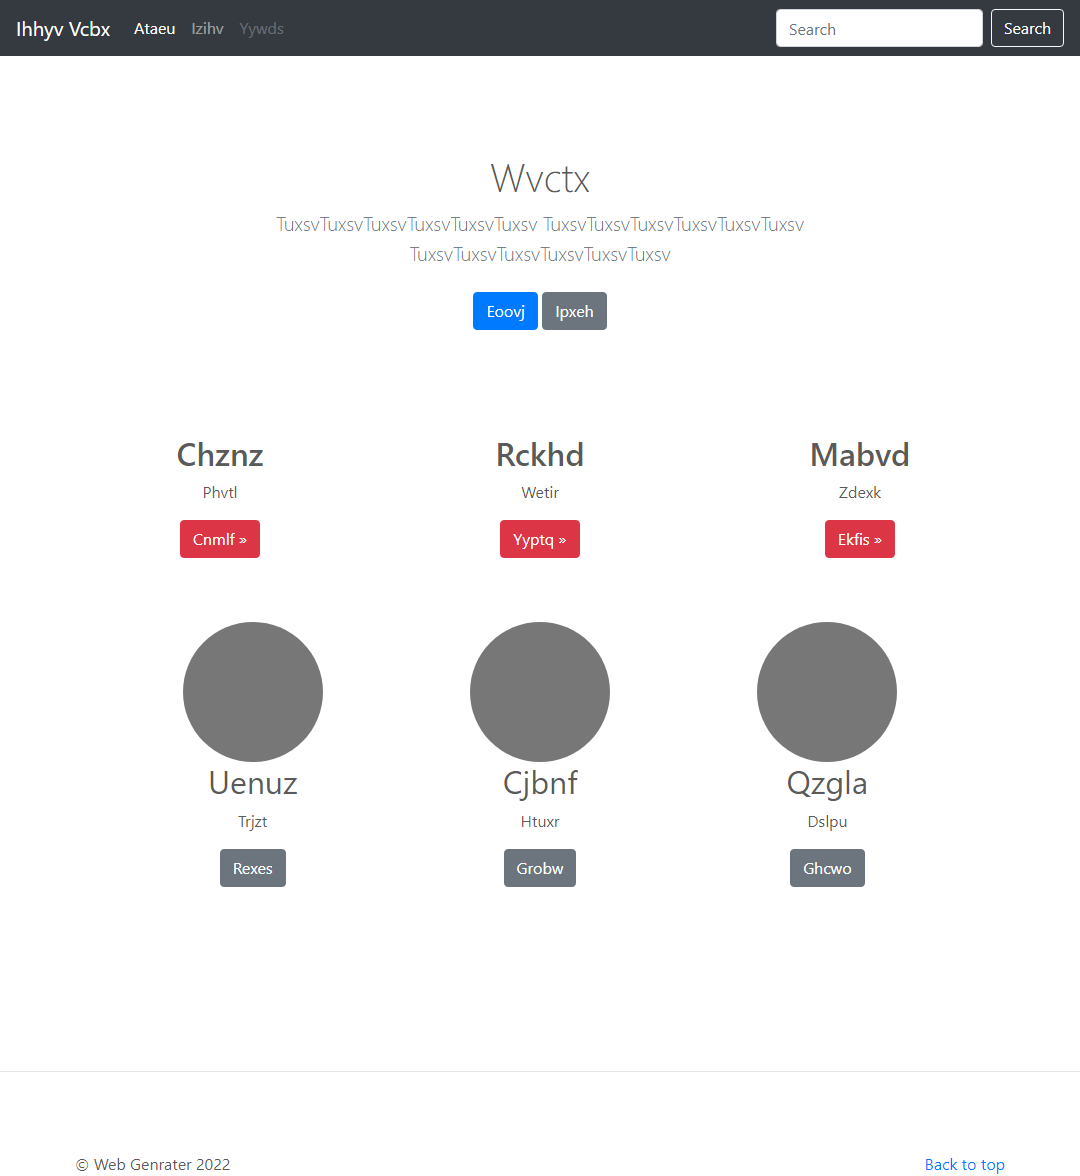 Ihhyv Vcbx Ataeu Izihv Yywds Search Search
Wvctx
TuxsvTuxsvTuxsvTuxsvTuxsvTuxsv TuxsvTuxsvTuxsvTuxsvTuxsvTuxsv
TuxsvTuxsvTuxsvTuxsvTuxsvTuxsv
Eoovj Ipxeh
Chznz Rckhd Mabvd
Phvtl Wetir Zdexk
Cnmlf » Yyptq » Ekfis »
Uenuz Cjbnf Qzgla
Trjzt Htuxr Dslpu
Rexes Grobw Ghcwo
© Web Genrater 2022 Back to top